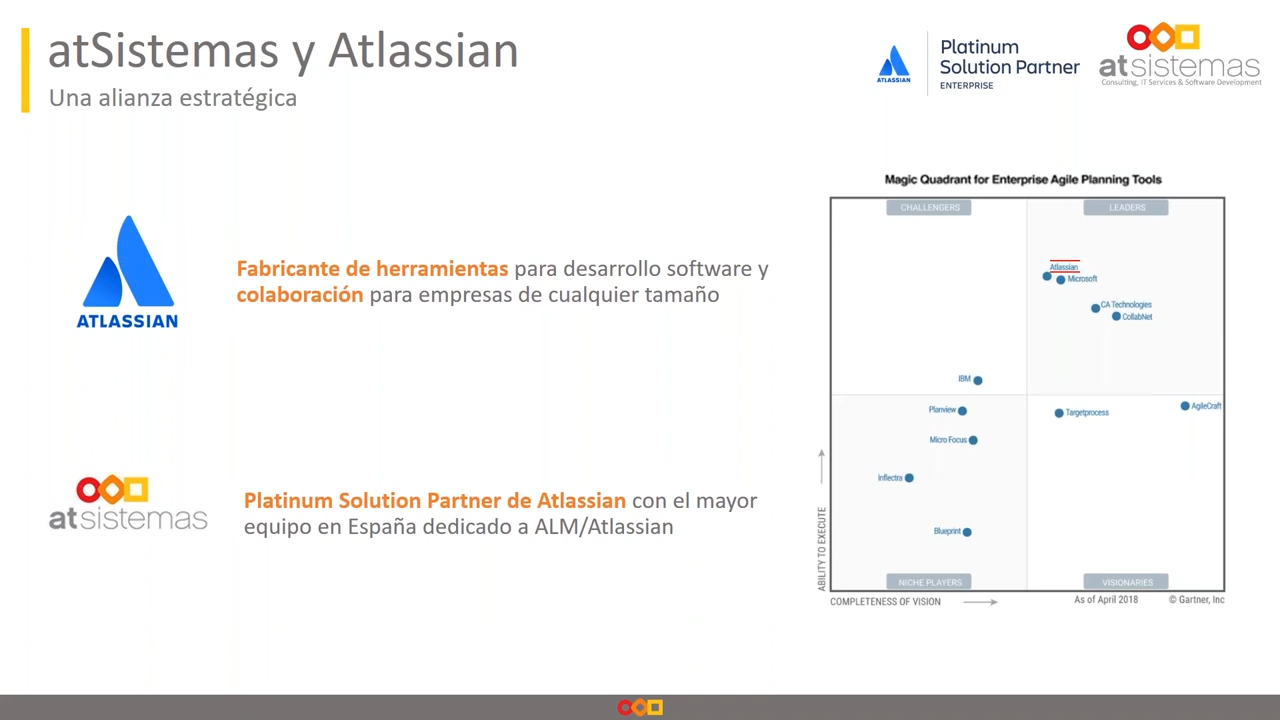 atSistemas y Atlassian
Una alianza estratégica
ATLASSIAN
Platinum
Solution Partner
ENTERPRISE
atsistemas
Consulting, IT Services & Software Development
ATLASSIAN
Fabricante de herramientas para desarrollo software y
colaboración para empresas de cualquier tamaño
atsistemas
Platinum Solution Partner de Atlassian con el mayor
equipo en España dedicado a ALM/Atlassian
Magic Quadrant for Enterprise Agile Planning Tools
CHALLENGERS
LEADERS
Atlassian
Microsoft
CA Technologies
CollabNet
IBM
Planview
Targetprocess
AgileCraft
Micro Focus
Inflectra
Blueprint
NICHE PLAYERS
VISIONARIES
ABILITY TO EXECUTE
COMPLETENESS OF VISION
As of April 2018
© Gartner, Inc